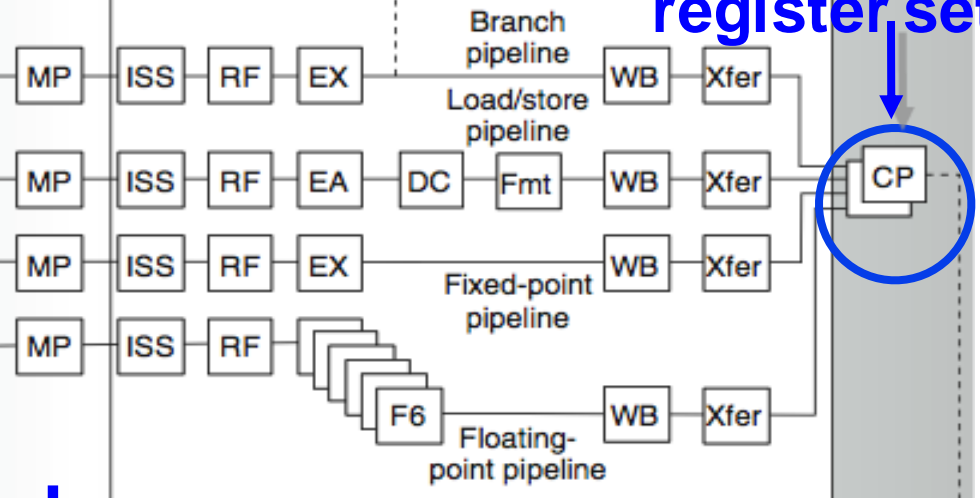 register se
Branch
pipeline
MP ISS RF EX WB Xfer
Load/store
pipeline
MP ISS RF EA DC Fmt WB Xfer CP
MP ISS RF EX WB Xfer
Fixed-point
pipeline
MP ISS RF
F6 WB Xfer
Floating-
point pipeline